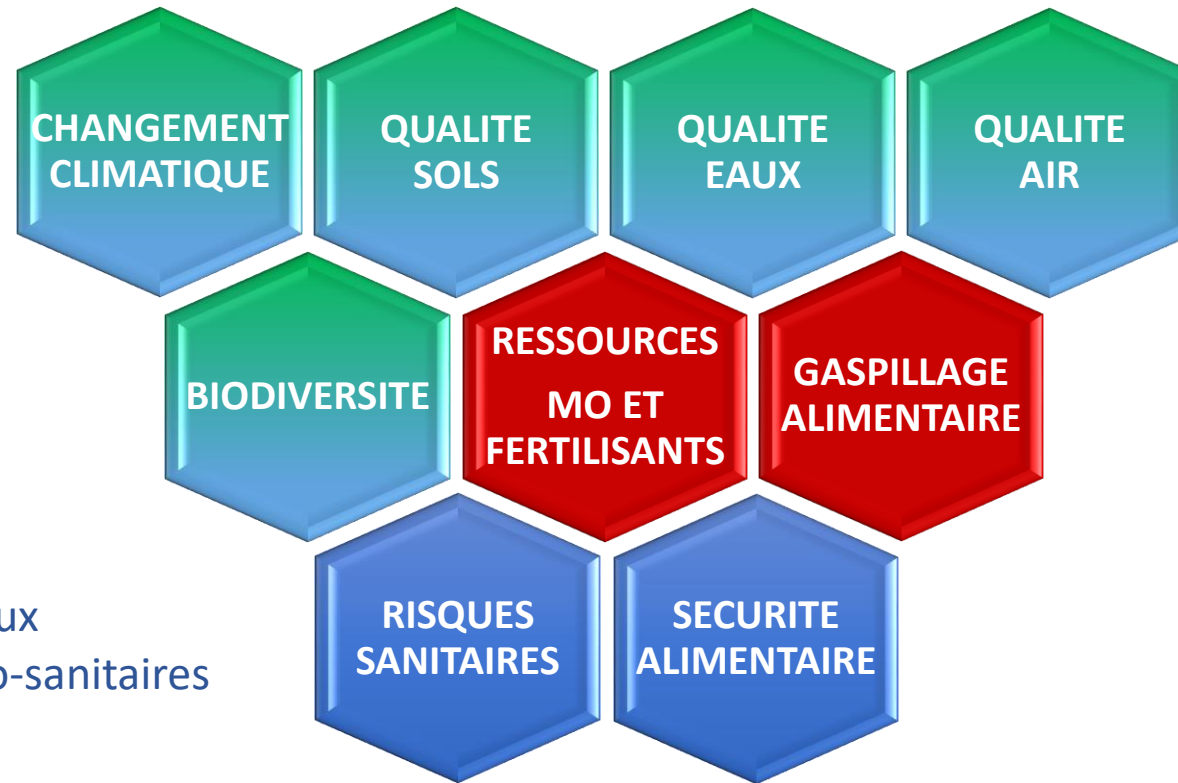 CHANGEMENT
CLIMATIQUE
QUALITE
SOLS
QUALITE
EAUX
QUALITE
AIR
BIODIVERSITE
RESSOURCES
MO ET
FERTILISANTS
GASPILLAGE
ALIMENTAIRE
RISQUES
SANITAIRES
SECURITE
ALIMENTAIRE